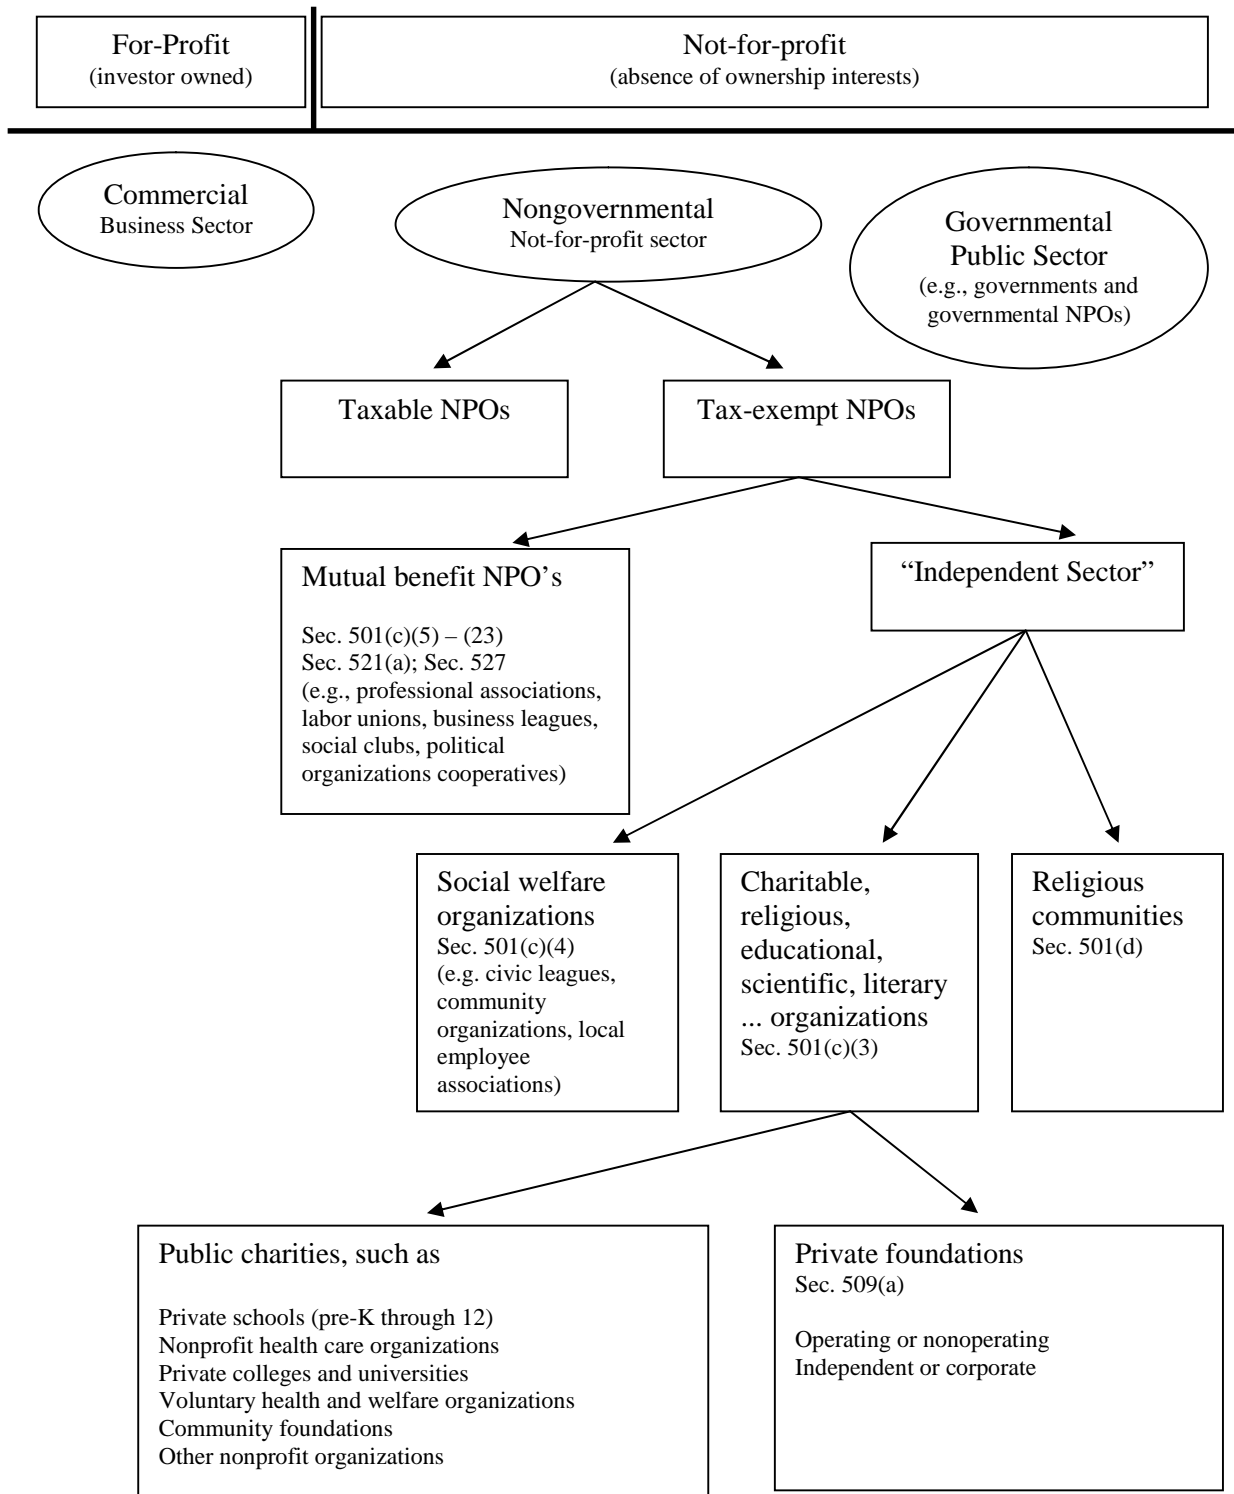 For-Profit
(investor owned)
Not-for-profit
(absence of ownership interests)
Commercial
Business Sector
Nongovernmental
Not-for-profit sector
Governmental
Public Sector
(e.g., governments and
governmental NPOs)
Taxable NPOs
Tax-exempt NPOs
Mutual benefit NPO’s
Sec. 501(c)(5) – (23)
Sec. 521(a); Sec. 527
(e.g., professional associations,
labor unions, business leagues,
social clubs, political
organizations cooperatives)
“Independent Sector”
Social welfare
organizations
Sec. 501(c)(4)
(e.g. civic leagues,
community
organizations, local
employee
associations)
Charitable,
religious,
educational,
scientific, literary
... organizations
Sec. 501(c)(3)
Religious
communities
Sec. 501(d)
Public charities, such as
Private schools (pre-K through 12)
Nonprofit health care organizations
Private colleges and universities
Voluntary health and welfare organizations
Community foundations
Other nonprofit organizations
Private foundations
Sec. 509(a)
Operating or nonoperating
Independent or corporate